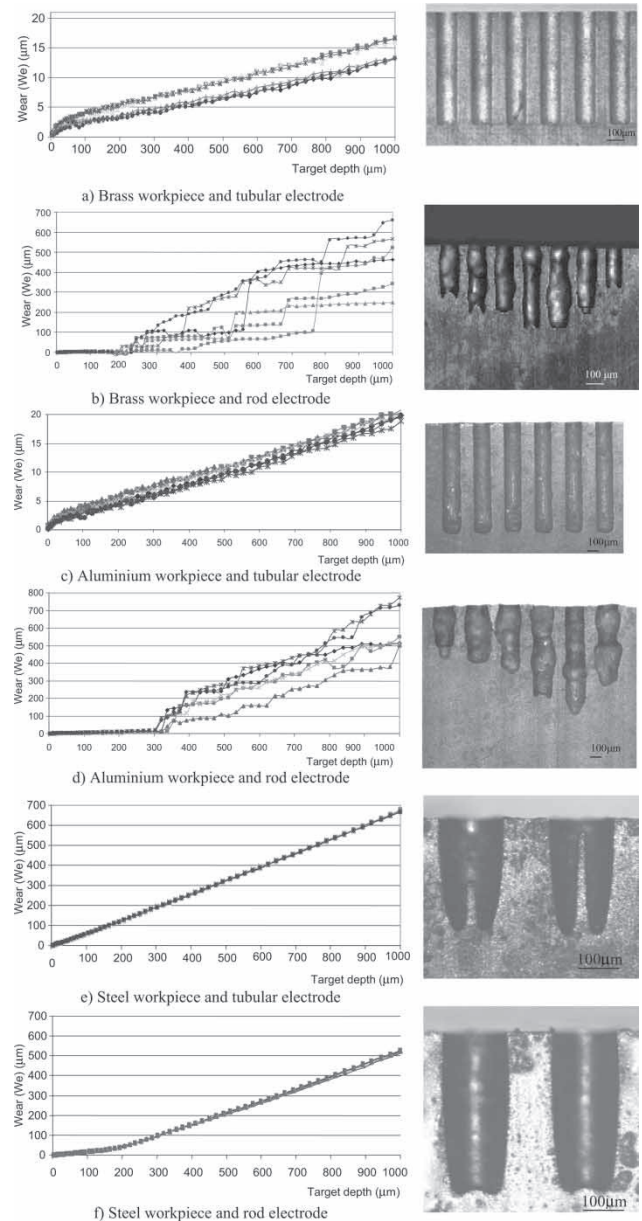 Wear (We) (µm)
20
15
10
5
0
0 100 200 300 400 500 600 700 800 900 1000
Target depth (µm)
100µm
a) Brass workpiece and tubular electrode
Wear (We) (µm)
700
600
500
400
300
200
100
0
0 100 200 300 400 500 600 700 800 900 1000
Target depth (µm)
100 µm
b) Brass workpiece and rod electrode
Wear (We) (µm)
20
15
10
5
0
0 100 200 300 400 500 600 700 800 900 1000
Target depth (µm)
100µm
c) Aluminium workpiece and tubular electrode
Wear (We) (µm)
800
700
600
500
400
300
200
100
0
0 100 200 300 400 500 600 700 800 900 1000
Target depth (µm)
100µm
d) Aluminium workpiece and rod electrode
Wear (We) (µm)
700
600
500
400
300
200
100
0
0 100 200 300 400 500 600 700 800 900 1000
Target depth (µm)
100µm
e) Steel workpiece and tubular electrode
Wear (We) (µm)
700
600
500
400
300
200
100
0
0 100 200 300 400 500 600 700 800 900 1000
Target depth (µm)
100µm
f) Steel workpiece and rod electrode